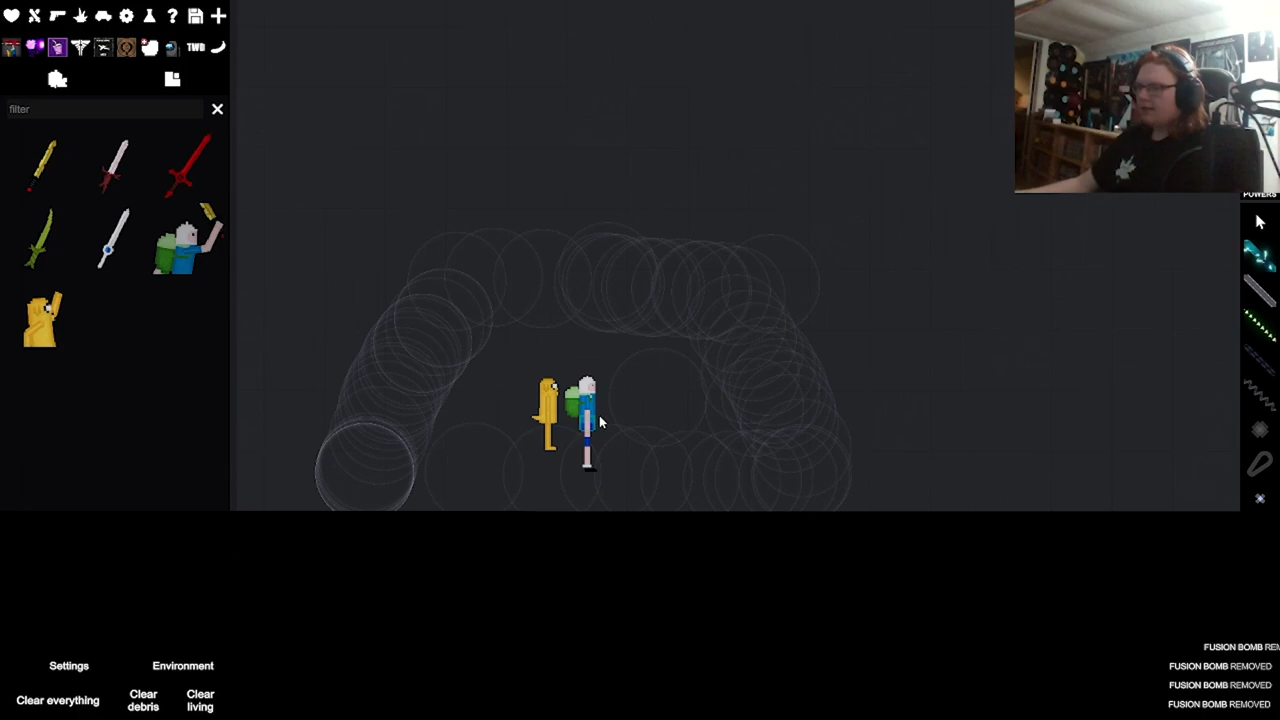 TWD
filter
POWERS
FUSION BOMB REM
FUSION BOMB REMOVED
FUSION BOMB REMOVED
FUSION BOMB REMOVED
Settings
Environment
Clear everything
Clear
debris
Clear
living